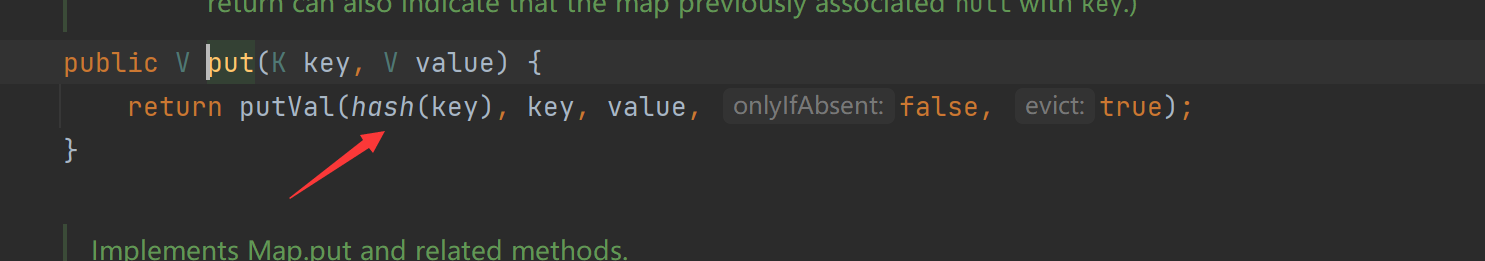 return can also indicate that the map previously associated null with key.)
public V put(K key, V value) {
return putVal(hash(key), key, value, onlyIfAbsent: false, evict: true);
}
Implements Map.put and related methods.